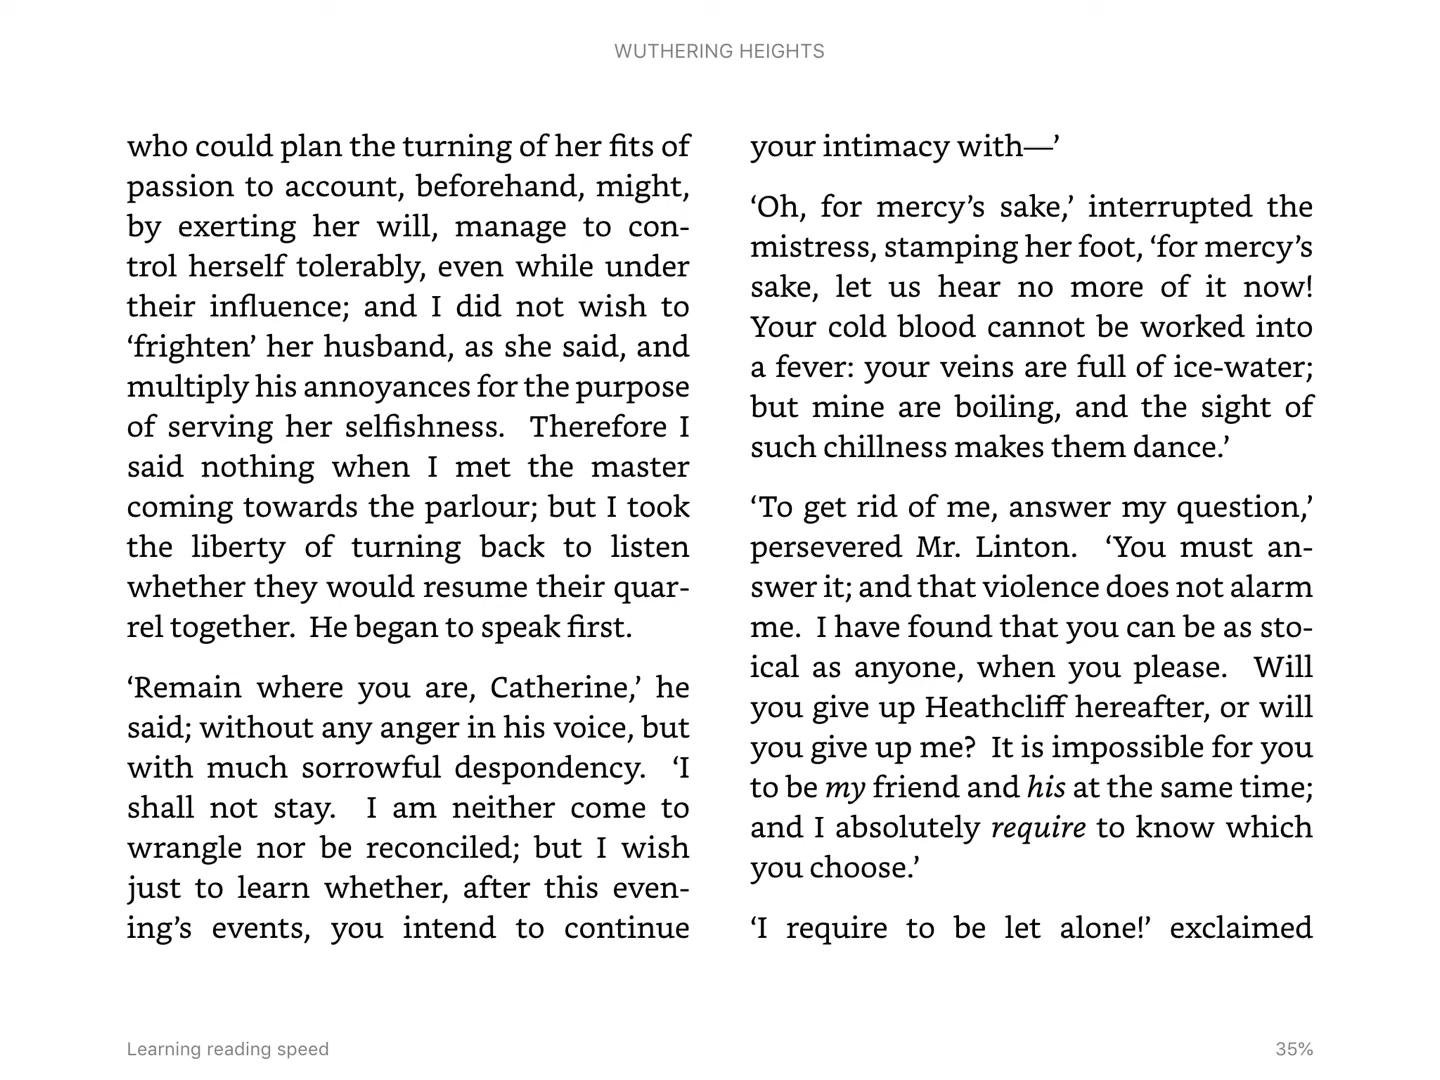 WUTHERING HEIGHTS
who could plan the turning of her fits of
passion to account, beforehand, might,
by exerting her will, manage to con-
trol herself tolerably, even while under
their influence; and I did not wish to
‘frighten’ her husband, as she said, and
multiply his annoyances for the purpose
of serving her selfishness.  Therefore I
said nothing when I met the master
coming towards the parlour; but I took
the liberty of turning back to listen
whether they would resume their quar-
rel together.  He began to speak first.
‘Remain where you are, Catherine,’ he
said; without any anger in his voice, but
with much sorrowful despondency.  ‘I
shall not stay.  I am neither come to
wrangle nor be reconciled; but I wish
just to learn whether, after this even-
ing’s events, you intend to continue
your intimacy with—’
‘Oh, for mercy’s sake,’ interrupted the
mistress, stamping her foot, ‘for mercy’s
sake, let us hear no more of it now!
Your cold blood cannot be worked into
a fever: your veins are full of ice-water;
but mine are boiling, and the sight of
such chillness makes them dance.’
‘To get rid of me, answer my question,’
persevered Mr. Linton.  ‘You must an-
swer it; and that violence does not alarm
me.  I have found that you can be as sto-
ical as anyone, when you please.  Will
you give up Heathcliff hereafter, or will
you give up me?  It is impossible for you
to be my friend and his at the same time;
and I absolutely require to know which
you choose.’
‘I require to be let alone!’ exclaimed
Learning reading speed
35%